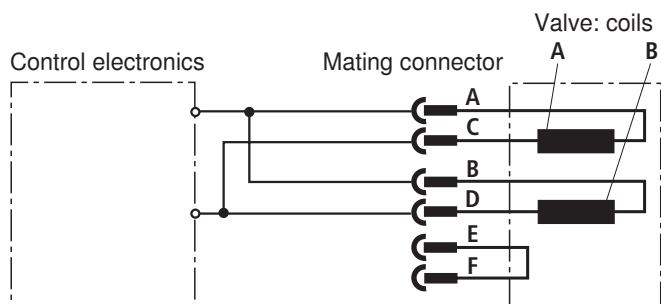 Valve: coils
Control electronics
Mating connector
A
B
A
C
B
D
E
F